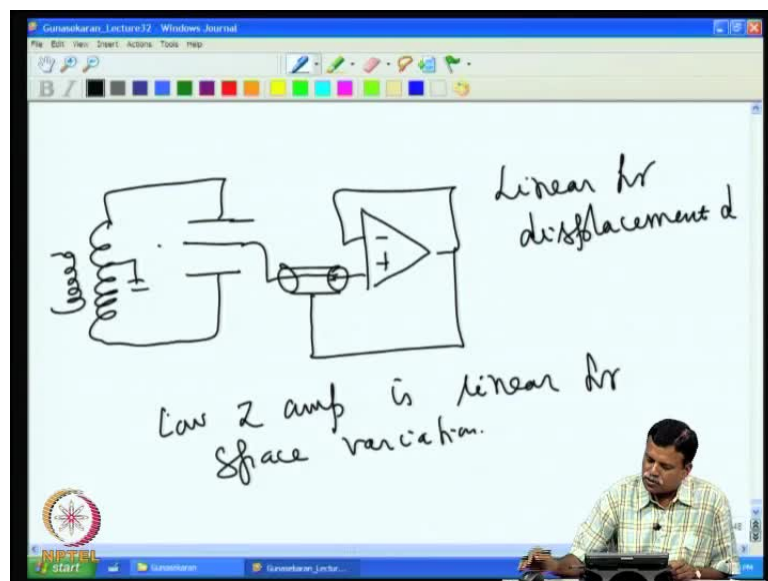 Gunasekaran_Lecture32 - Windows Journal
File Edit View Insert Actions Tools Help
B I
Linear for
displacement d
-
+
Low Z amp is linear for
space variation.
NPTEL
start
Gunasekaran
Gunasekaran_Lectur...
PM